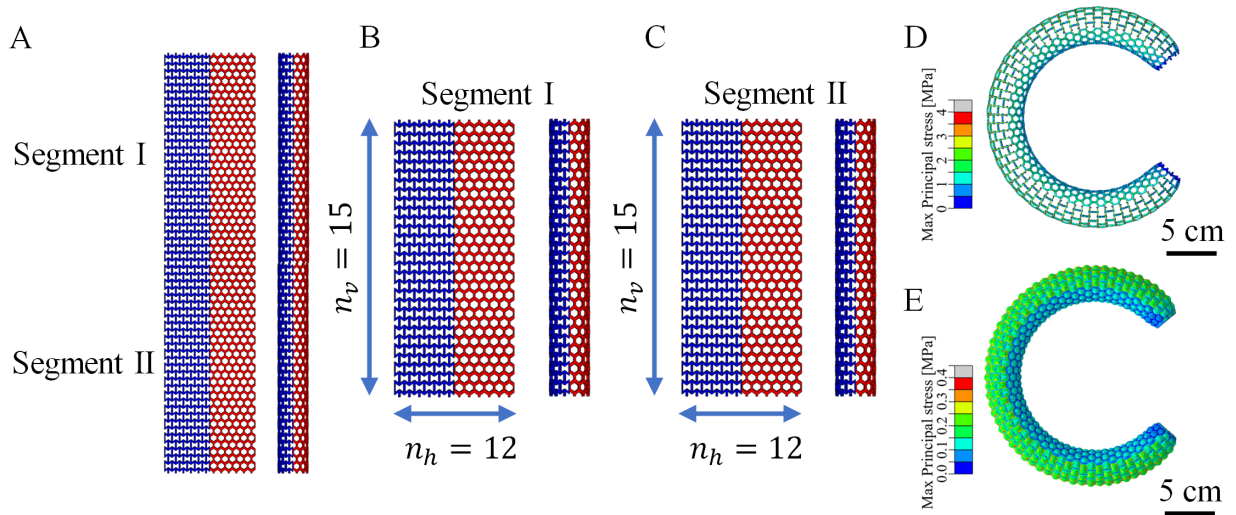 A
Segment I
Segment II
B
Segment I
n_v = 15
n_h = 12
C
Segment II
n_v = 15
n_h = 12
D
Max Principal stress [MPa]
4
3
2
1
0
5 cm
E
Max Principal stress [MPa]
0.4
0.3
0.2
0.1
0.0
5 cm